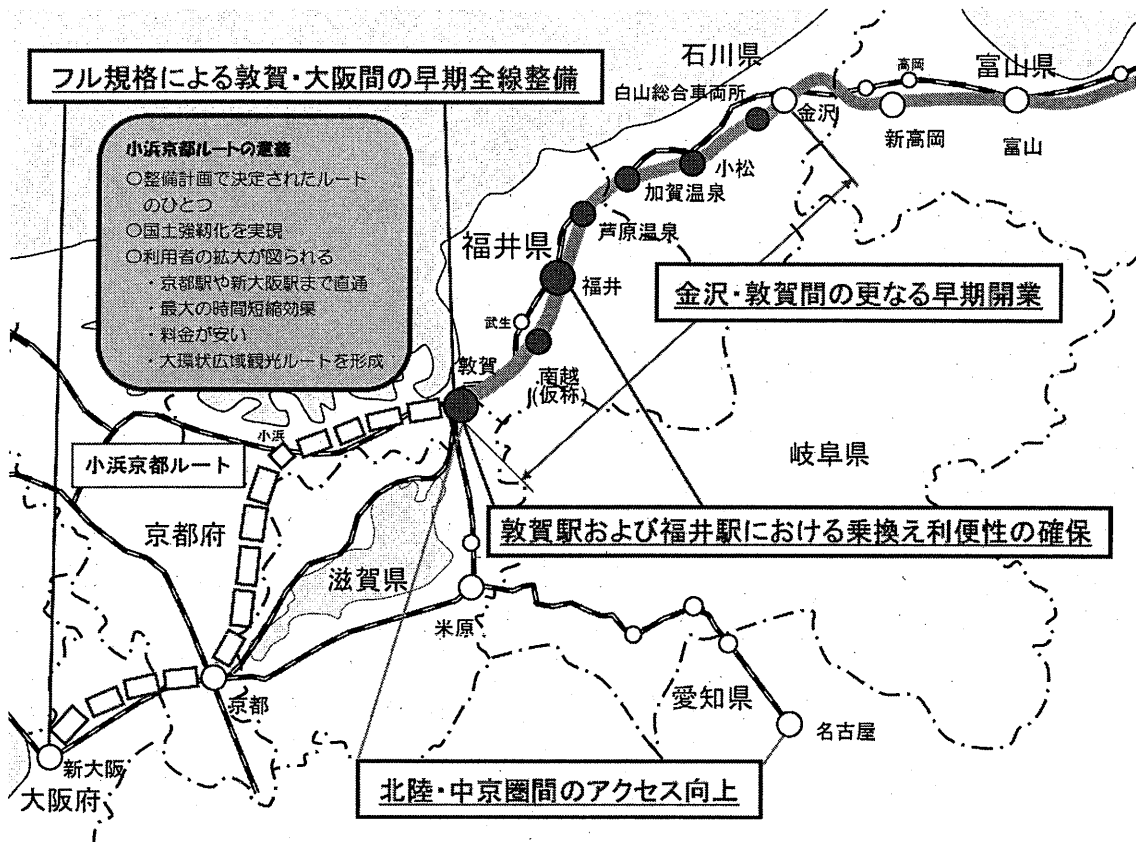 フル規格による敦賀・大阪間の早期全線整備
小浜京都ルートの意義
○整備計画で決定されたルート
のひとつ
○国土強靭化を実現
○利用者の拡大が図られる
・京都駅や新大阪駅まで直通
・最大の時間短縮効果
・料金が安い
・大環状広域観光ルートを形成
石川県
白山総合車両所
金沢
高岡
富山県
新高岡
富山
小松
加賀温泉
芦原温泉
福井県
福井
金沢・敦賀間の更なる早期開業
武生
敦賀
南越
(仮称)
小浜
小浜京都ルート
岐阜県
敦賀駅および福井駅における乗換え利便性の確保
京都府
滋賀県
米原
京都
愛知県
名古屋
新大阪
大阪府
北陸・中京圏間のアクセス向上